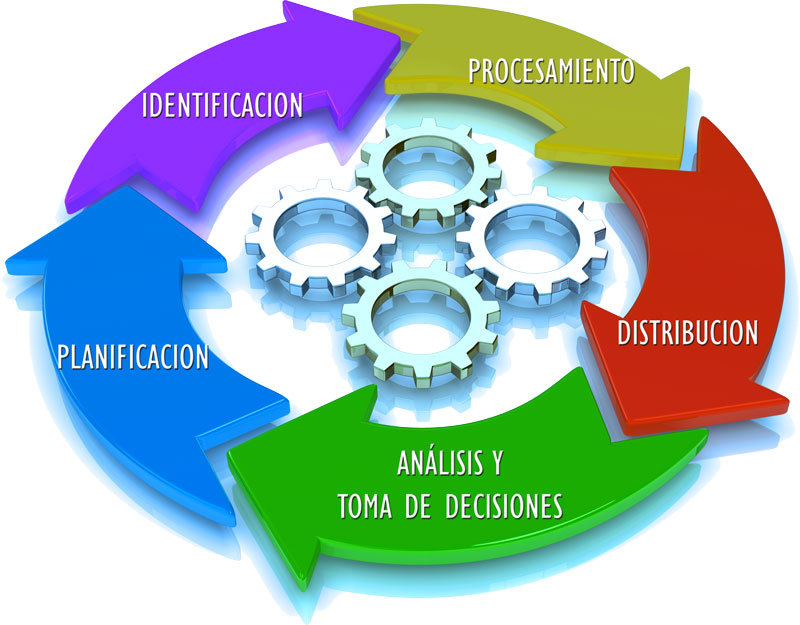 IDENTIFICACION
PROCESAMIENTO
DISTRIBUCION
ANÁLISIS Y
TOMA DE DECISIONES
PLANIFICACION